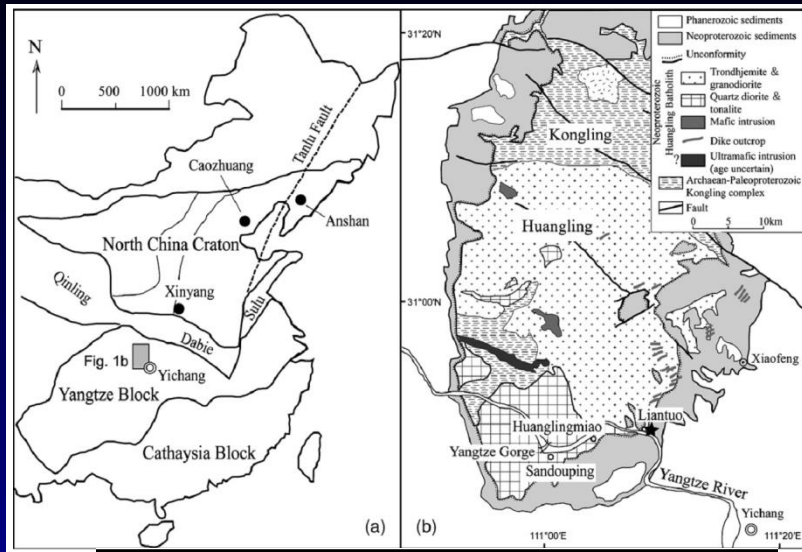 N
0 500 1000 km
Tanlu Fault
Caozhuang
Anshan
North China Craton
Qinling
Xinyang
Sulu
Dabie
Fig. 1b
Yichang
Yangtze Block
Cathaysia Block
(a)
31°20'
Kongling
Huangling
31°00'
Xiaofeng
Liantuo
Huanglingmiao
Yangtze Gorge
Sandouping
Yangtze River
Yichang
(b)
111°00'E
111°20'E
Phanerozoic sediments
Neoproterozoic sediments
Unconformity
Neoproterozoic
Huangling Batholith
Trondhjemite &
granodiorite
Quartz diorite &
tonalite
Mafic intrusion
Dike outcrop
?
Ultramafic intrusion
(age uncertain)
Archaean-Paleoproterozoic
Kongling complex
Fault
0 10km